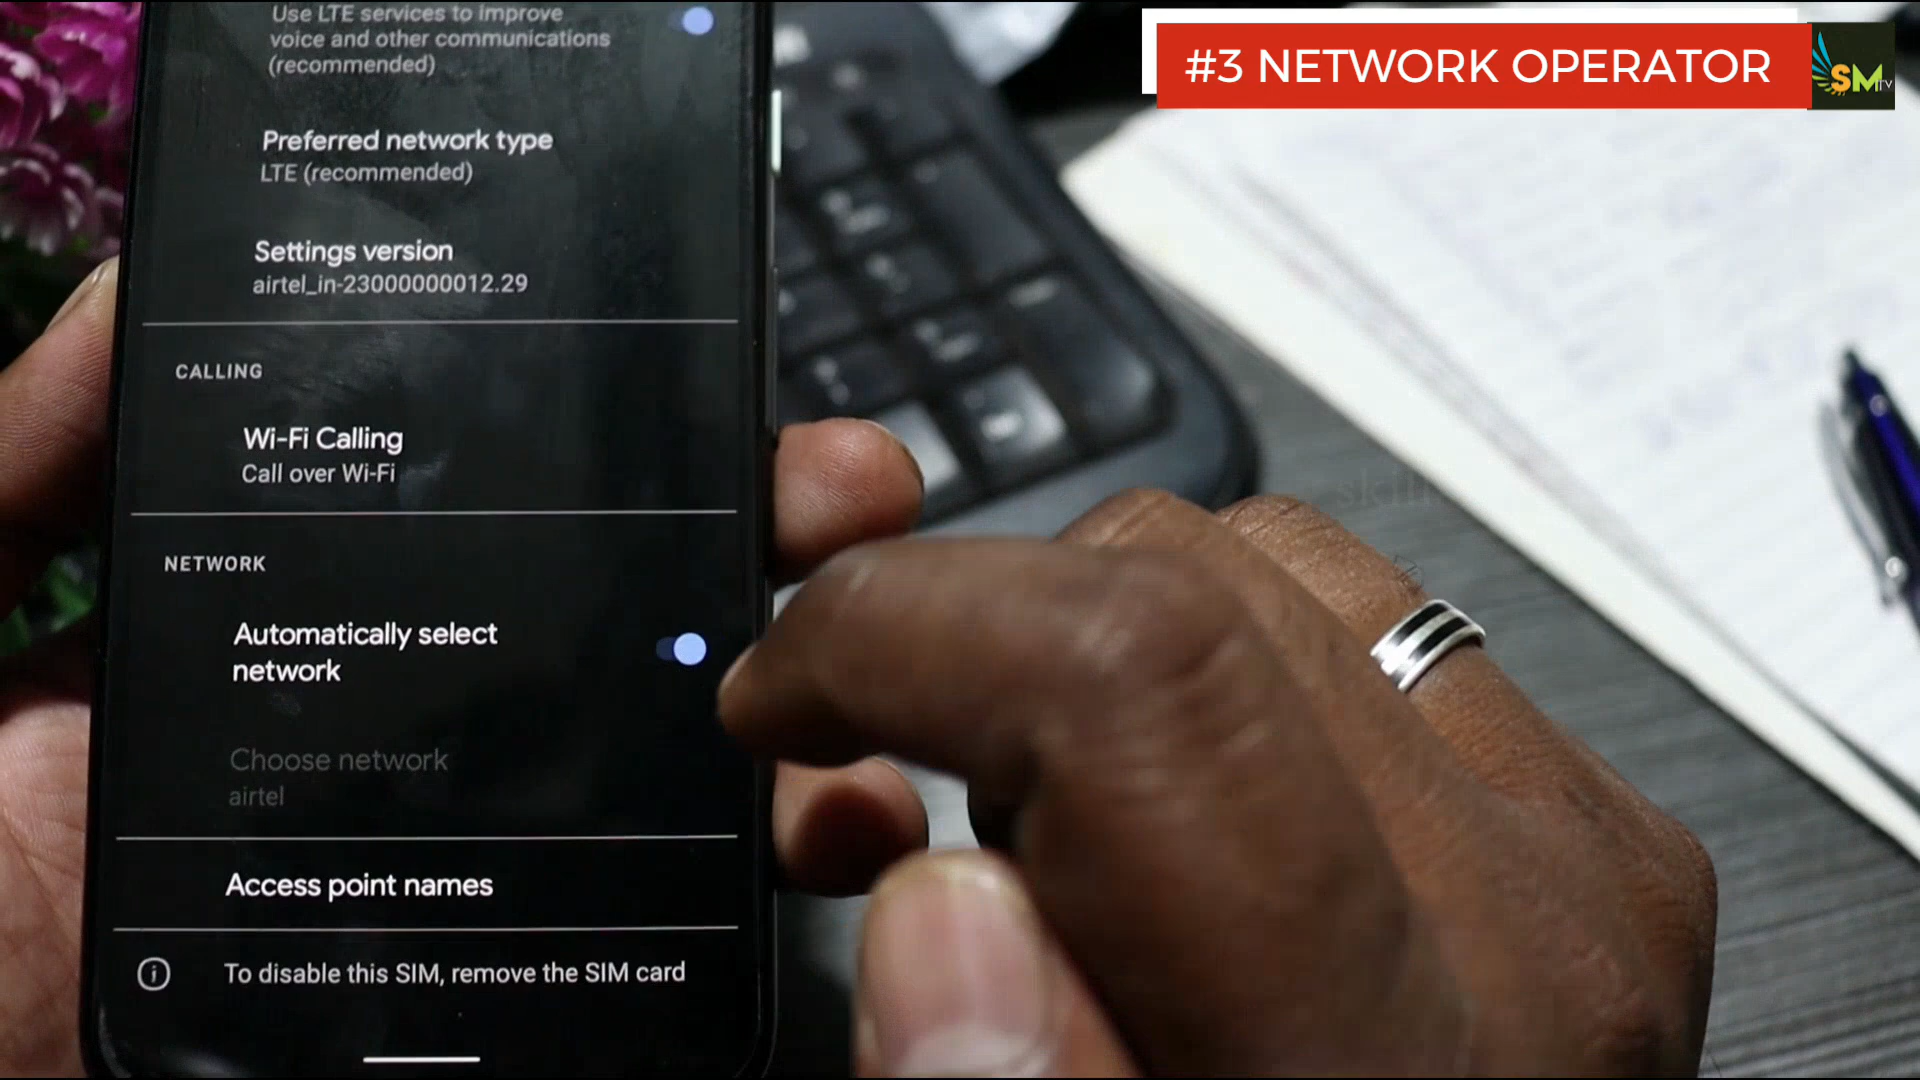 #3 NETWORK OPERATOR
SMTV
Use LTE services to improve
voice and other communications
(recommended)
Preferred network type
LTE (recommended)
Settings version
airtel_in-23000000012.29
CALLING
Wi-Fi Calling
Call over Wi-Fi
NETWORK
Automatically select
network
Choose network
airtel
Access point names
To disable this SIM, remove the SIM card